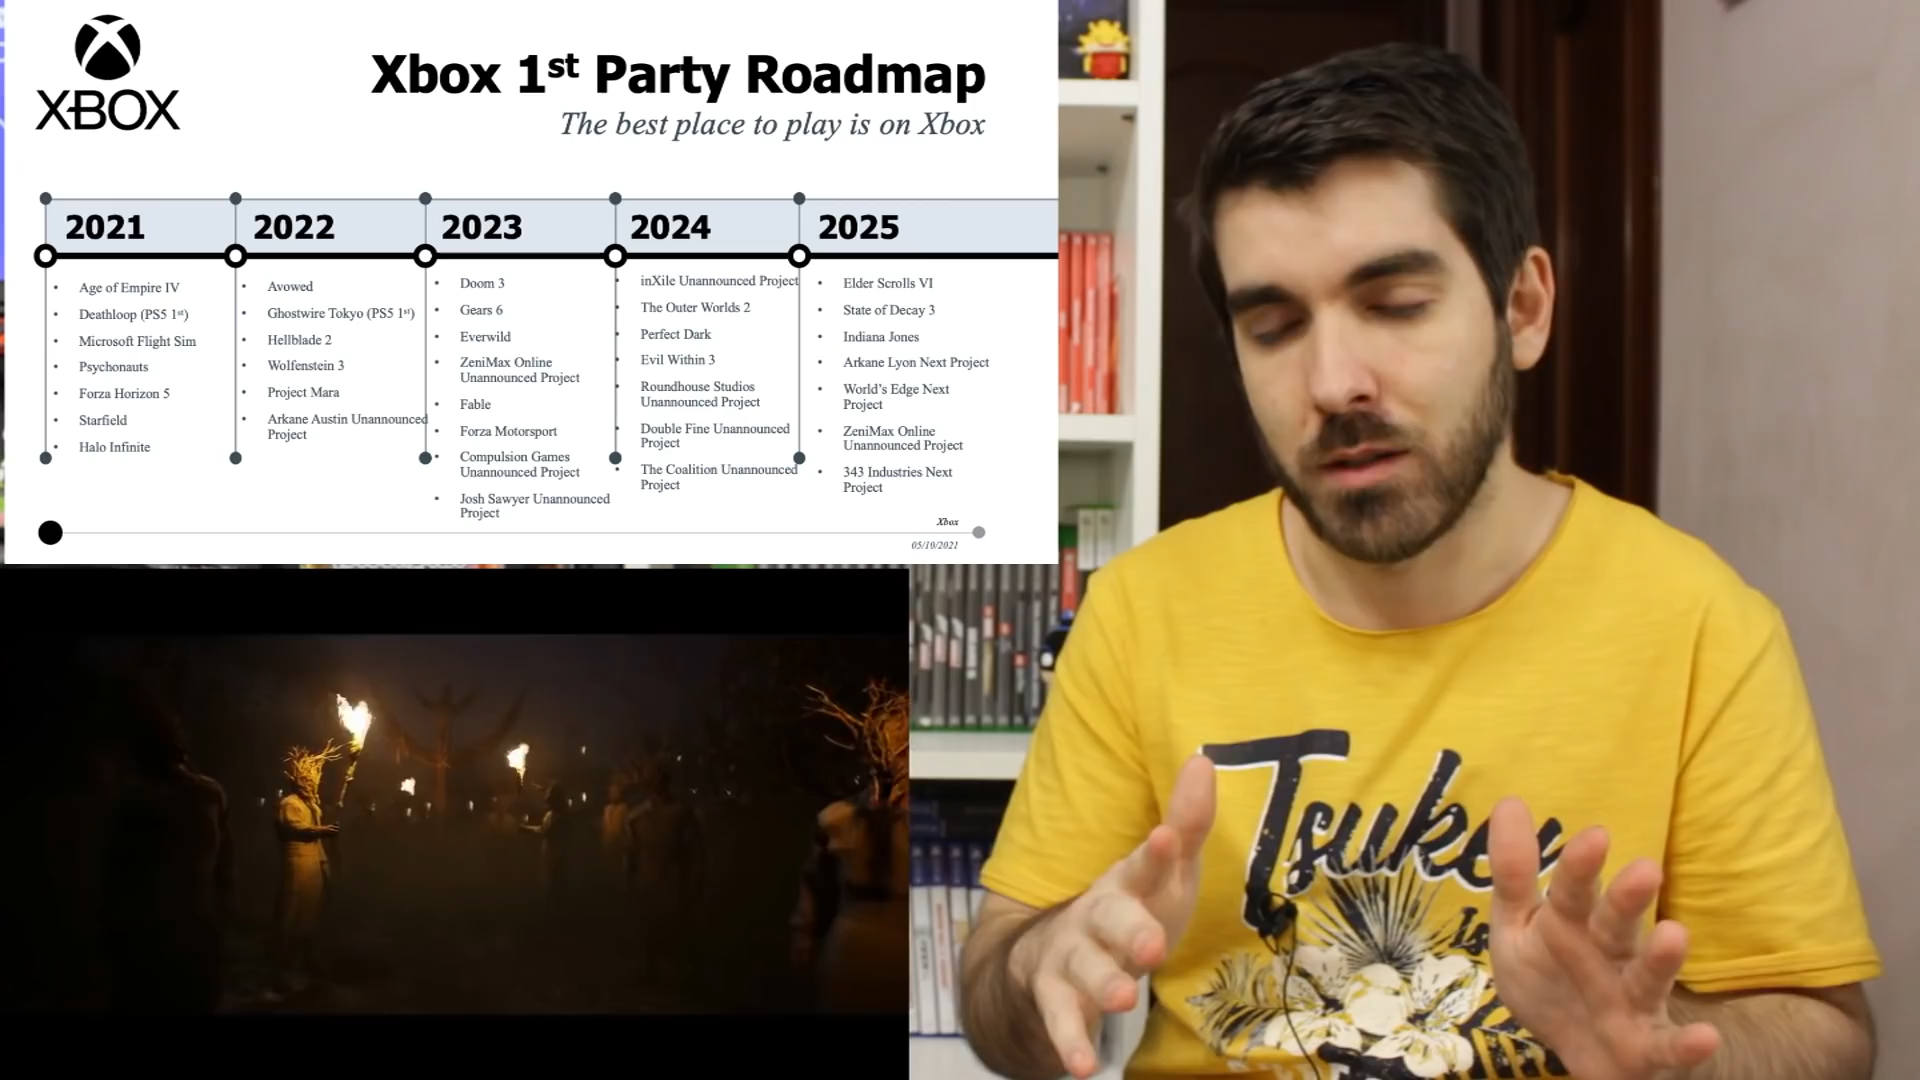 XBOX
Xbox 1st Party Roadmap
The best place to play is on Xbox
2021
2022
2023
2024
2025
Age of Empire IV
Deathloop (PS5 1st)
Microsoft Flight Sim
Psychonauts
Forza Horizon 5
Starfield
Halo Infinite
Avowed
Ghostwire Tokyo (PS5 1st)
Hellblade 2
Wolfenstein 3
Project Mara
Arkane Austin Unannounced
Project
Doom 3
Gears 6
Everwild
ZeniMax Online
Unannounced Project
Fable
Forza Motorsport
Compulsion Games
Unannounced Project
Josh Sawyer Unannounced
Project
inXile Unannounced Project
The Outer Worlds 2
Perfect Dark
Evil Within 3
Roundhouse Studios
Unannounced Project
Double Fine Unannounced
Project
The Coalition Unannounced
Project
Elder Scrolls VI
State of Decay 3
Indiana Jones
Arkane Lyon Next Project
World's Edge Next
Project
ZeniMax Online
Unannounced Project
343 Industries Next
Project
Xbox
05/10/2021